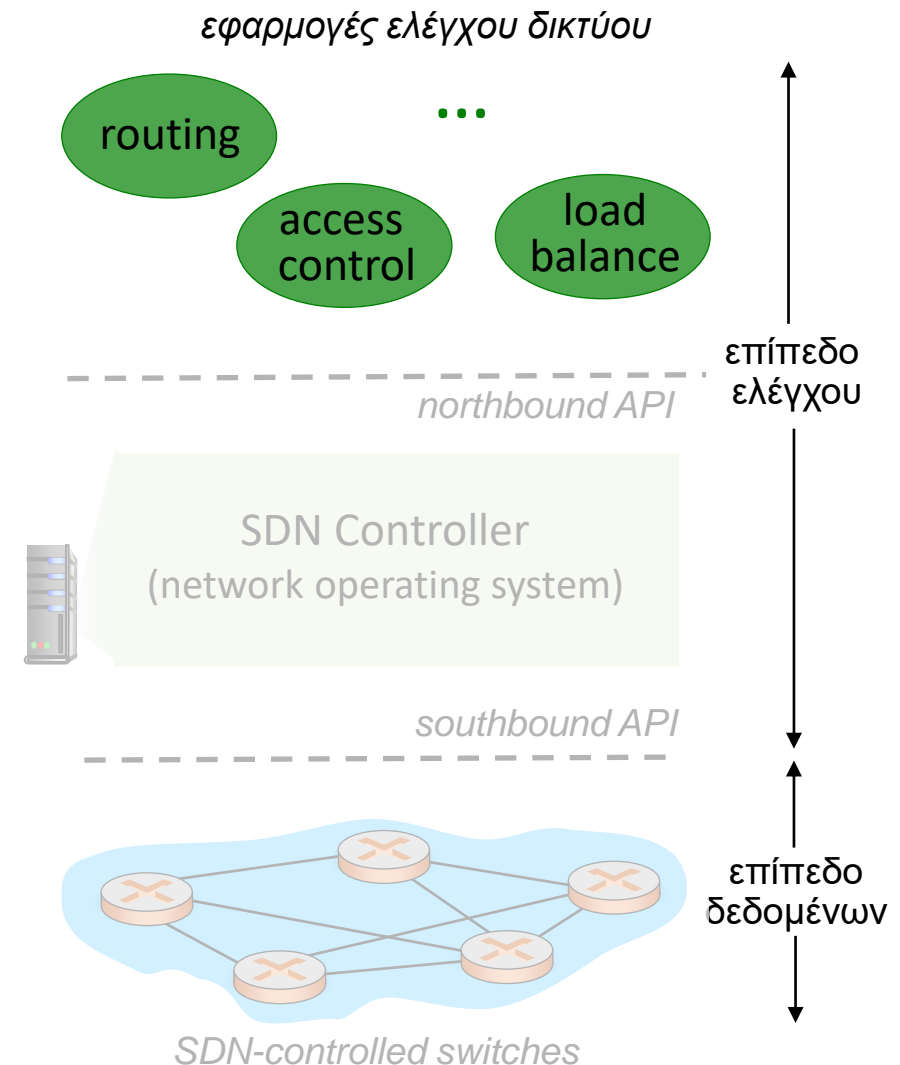 εφαρμογές ελέγχου δικτύου
routing
...
access
control
load
balance
επίπεδο
ελέγχου
northbound API
SDN Controller
(network operating system)
southbound API
επίπεδο
δεδομένων
SDN-controlled switches